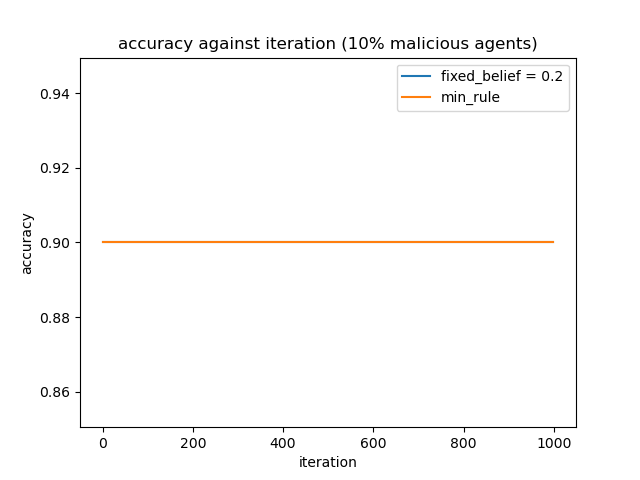 accuracy against iteration (10% malicious agents)
fixed_belief = 0.2
min_rule
0.94
0.92
0.90
0.88
0.86
accuracy
0 200 400 600 800 1000
iteration